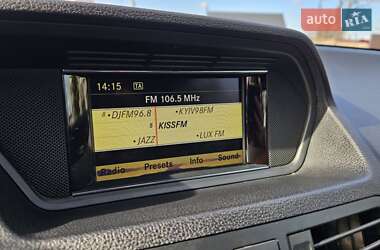 auto RIA
14:15 TA
FM 106.5 MHz
DJFM96.8 KYIV98FM
8 KISSFM
JAZZ LUX FM
Radio Presets Info Sound